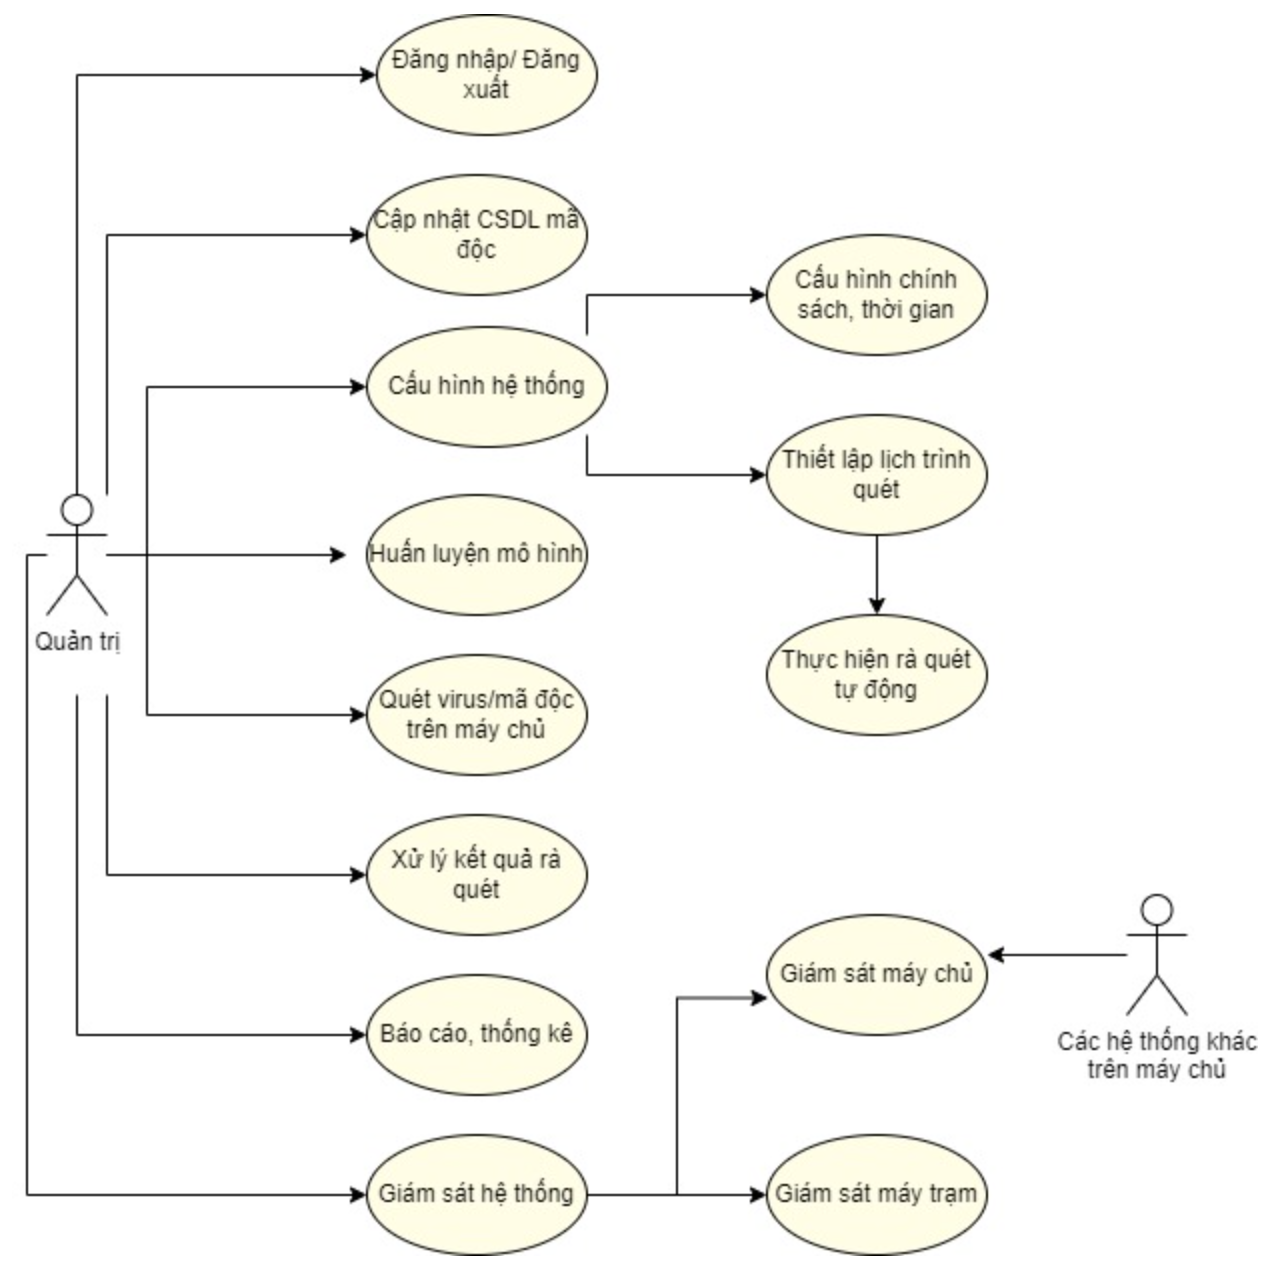 Đăng nhập/ Đăng
xuất
Cập nhật CSDL mã
độc
Cấu hình chính
sách, thời gian
Cấu hình hệ thống
Thiết lập lịch trình
quét
Huấn luyện mô hình
Quản trị
Thực hiện rà quét
tự động
Quét virus/mã độc
trên máy chủ
Xử lý kết quả rà
quét
Giám sát máy chủ
Các hệ thống khác
trên máy chủ
Báo cáo, thống kê
Giám sát hệ thống
Giám sát máy trạm